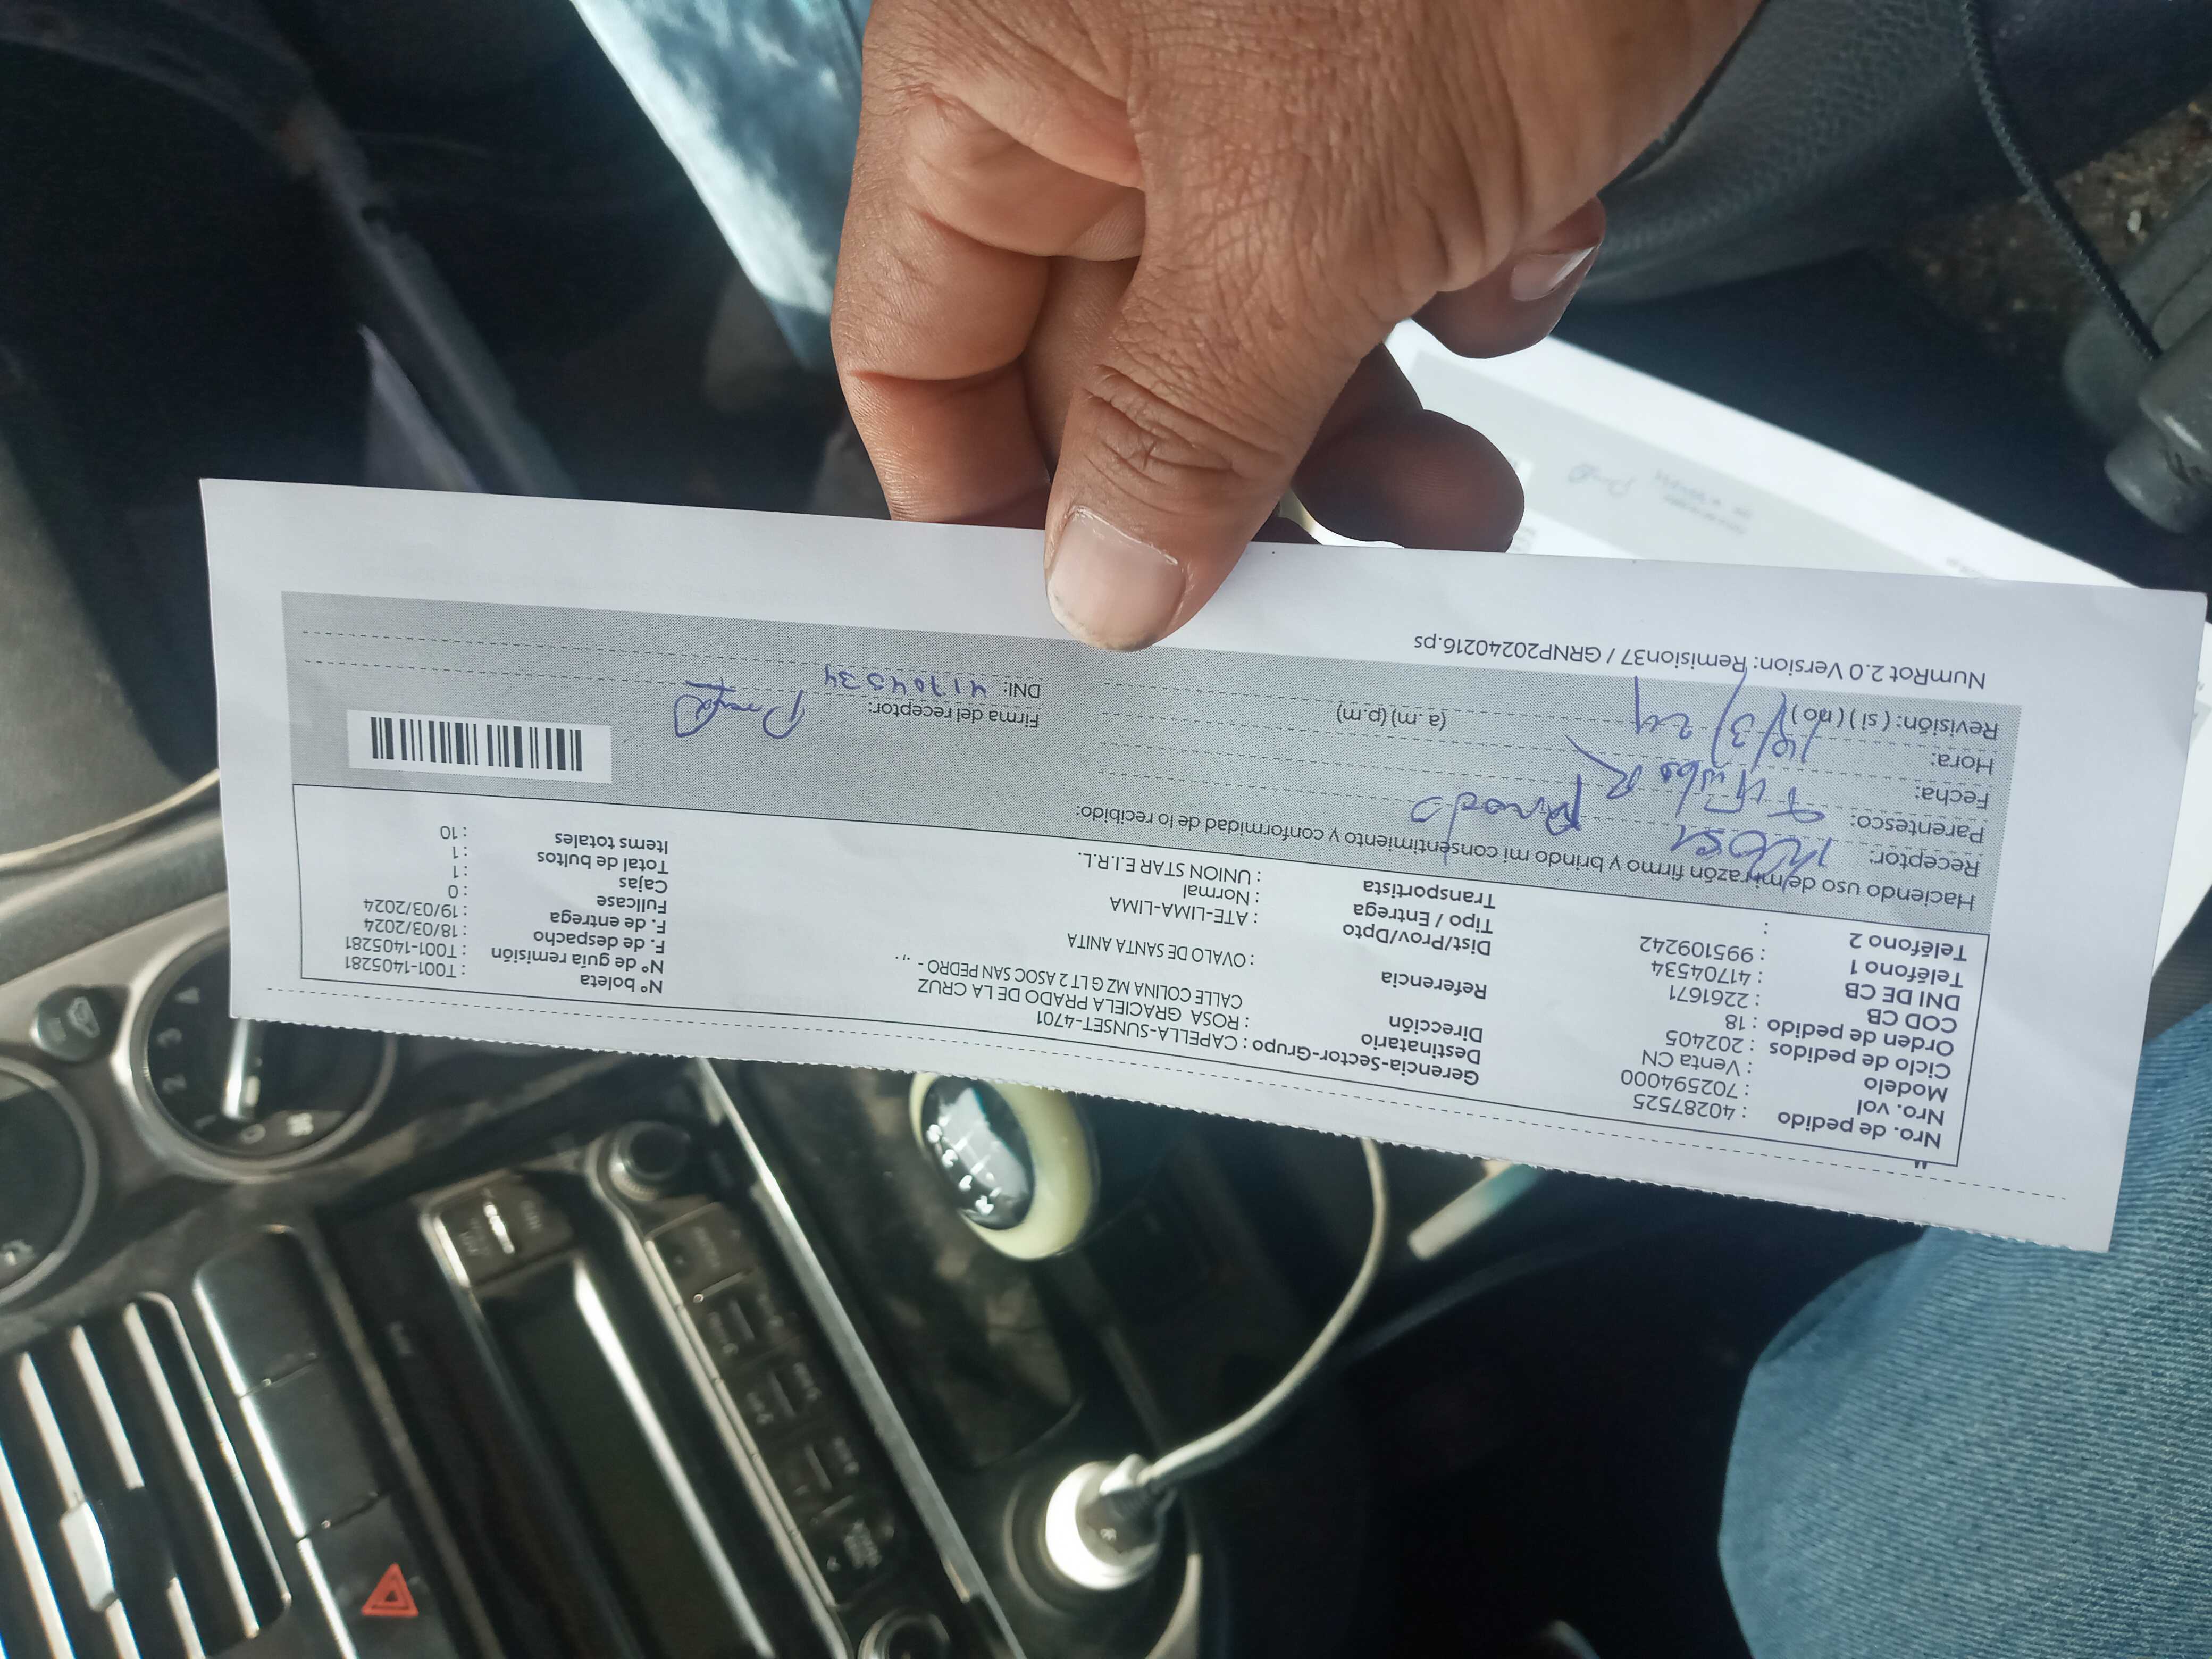 Nro. de pedido : 40287525
Nro. vol : 702594000
Modelo : Venta CN
Ciclo de pedidos : 202405
Orden de pedido : 18
COD CB : 2261671
DNI DE CB : 41704534
Teléfono 1 : 995109242
Teléfono 2 :
Gerencia-Sector-Grupo : CAPELLA-SUNSET-4701
Destinatario : ROSA GRACIELA PRADO DE LA CRUZ
Dirección CALLE COLINA MZ G LT 2 ASOC SAN PEDRO - ., .
Referencia : OVALO DE SANTA ANITA
Dist/Prov/Dpto : ATE-LIMA-LIMA
Tipo / Entrega : Normal
Transportista : UNION STAR E.I.R.L.
Nº boleta : T001-1405281
Nº de guía remisión : T001-1405281
F. de despacho : 18/03/2024
F. de entrega : 19/03/2024
Fullcase : 0
Cajas : 1
Total de bultos : 1
Items totales : 10
Haciendo uso de mi razón firmo y brindo mi consentimiento y conformidad de lo recibido:
Receptor: Rosa Prado
Parentesco:
Fecha:
Hora: (a. m) (p.m)
Revisión: ( si ) ( no )
Firma del receptor:
DNI: 41704534
NumRot 2.0 Version: Remision37 / GRNP20240216.ps